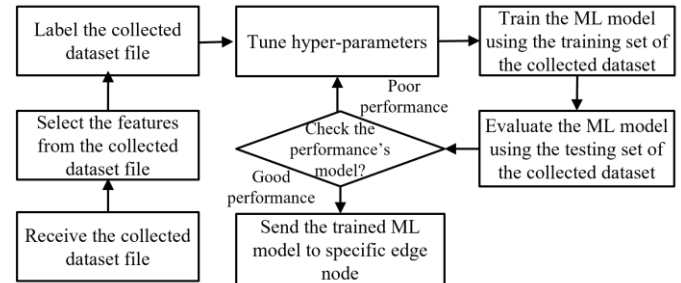 Label the collected
dataset file
Tune hyper-parameters
Train the ML model
using the training set of
the collected dataset
Poor
performance
Select the features
from the collected
dataset file
Check the
performance's
model?
Evaluate the ML model
using the testing set of
the collected dataset
Good
performance
Receive the collected
dataset file
Send the trained ML
model to specific edge
node